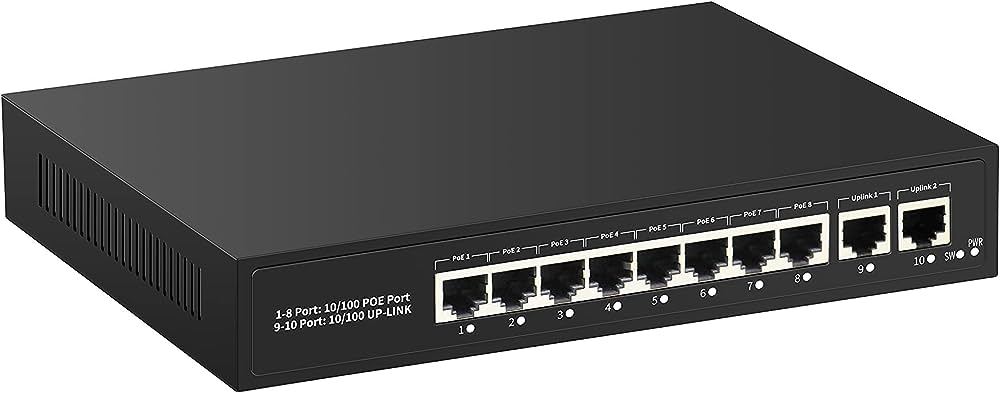 PoE 1 PoE 2 PoE 3 PoE 4 PoE 5 PoE 6 PoE 7 PoE 8 Uplink 1 Uplink 2
1-8 Port: 10/100 POE Port
9-10 Port: 10/100 UP-LINK
1 2 3 4 5 6 7 8 9 10 SW PWR